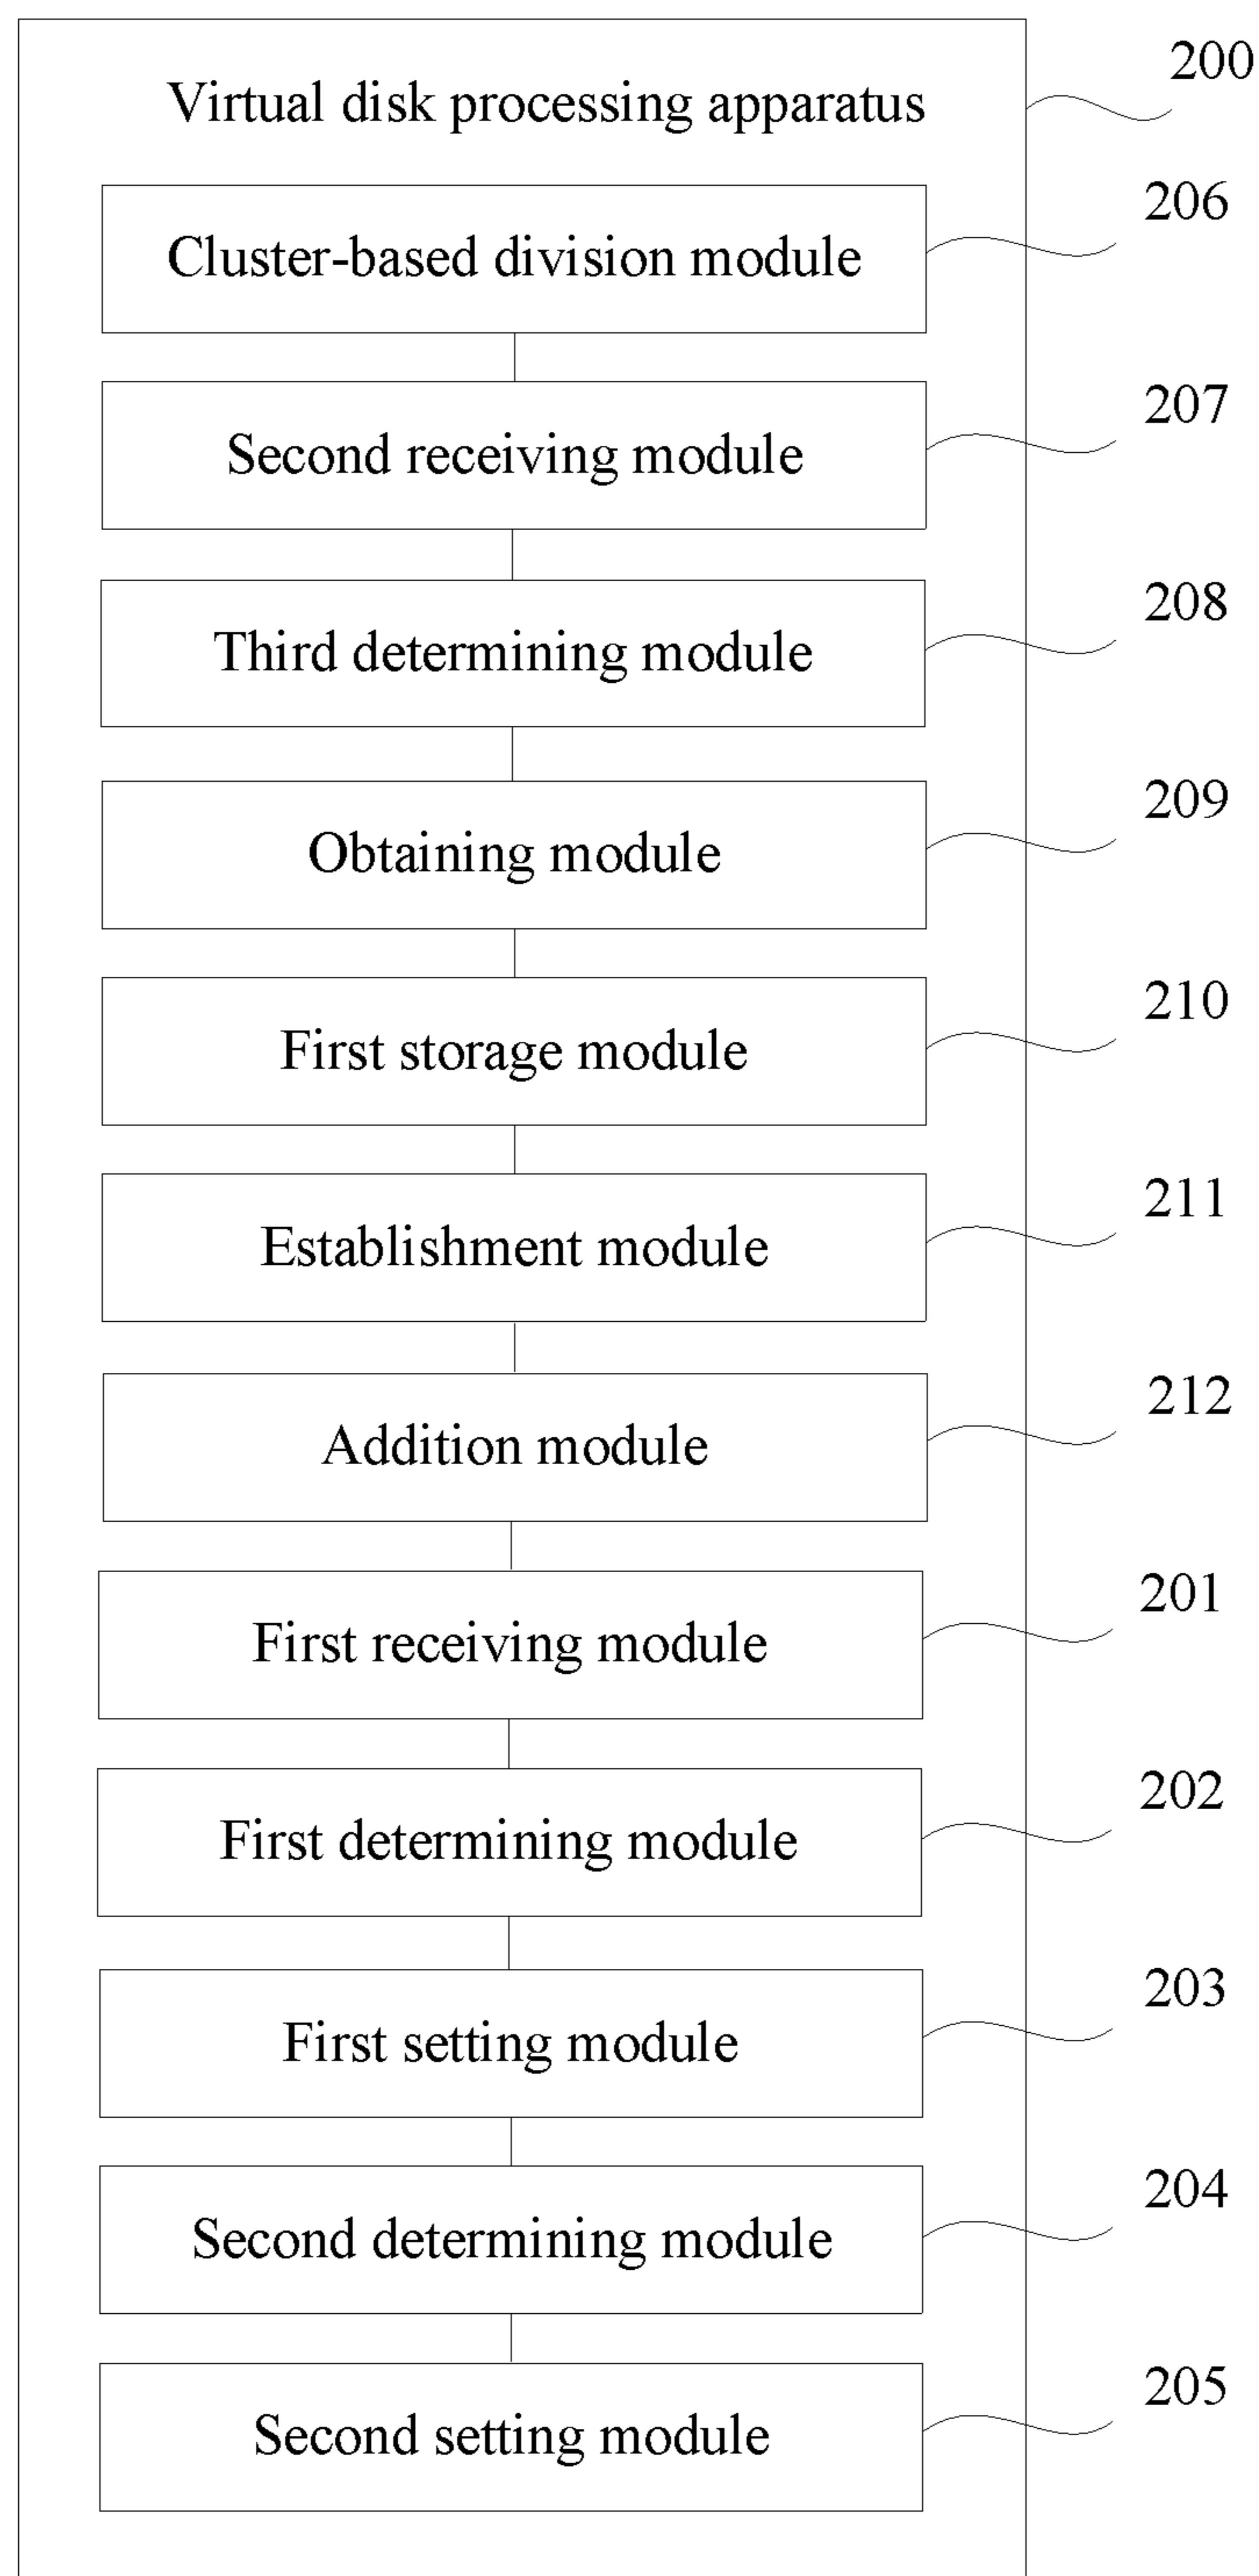 Virtual disk processing apparatus
200
Cluster-based division module
206
Second receiving module
207
Third determining module
208
Obtaining module
209
First storage module
210
Establishment module
211
Addition module
212
First receiving module
201
First determining module
202
First setting module
203
Second determining module
204
Second setting module
205